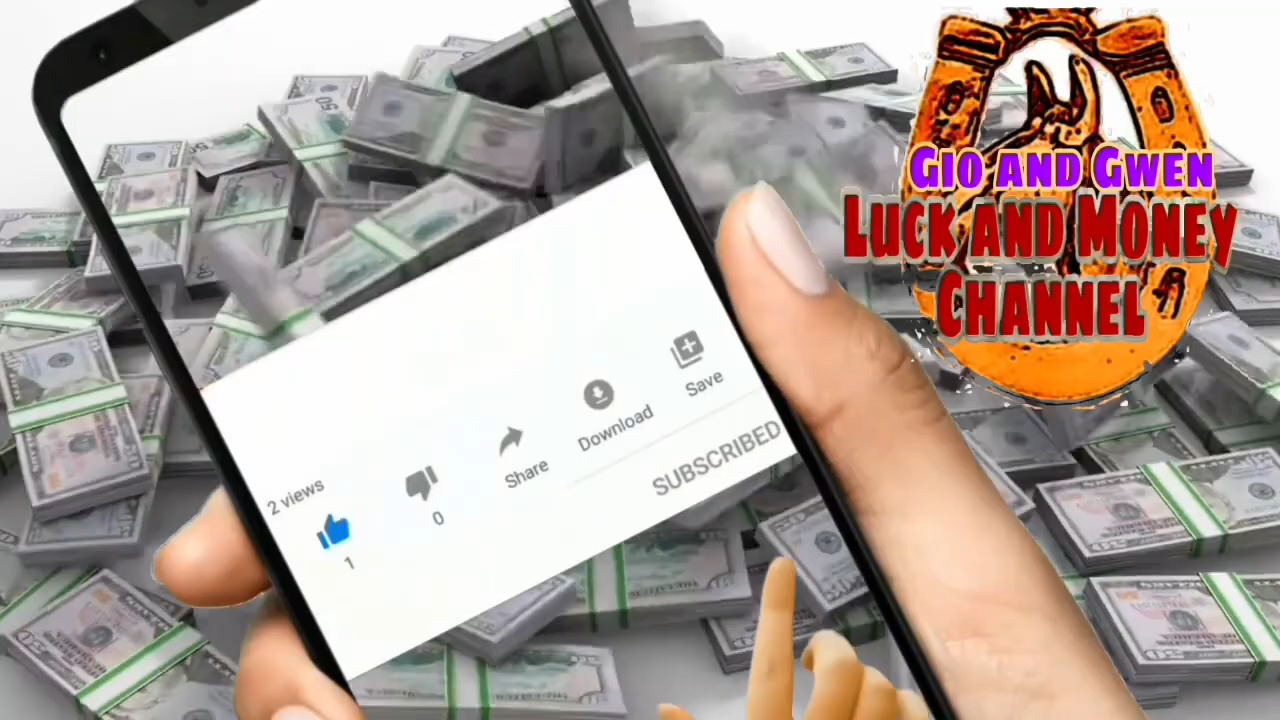 Gio and Gwen
Luck and Money
Channel
2 views
1
0
Share
Download
Save
SUBSCRIBED